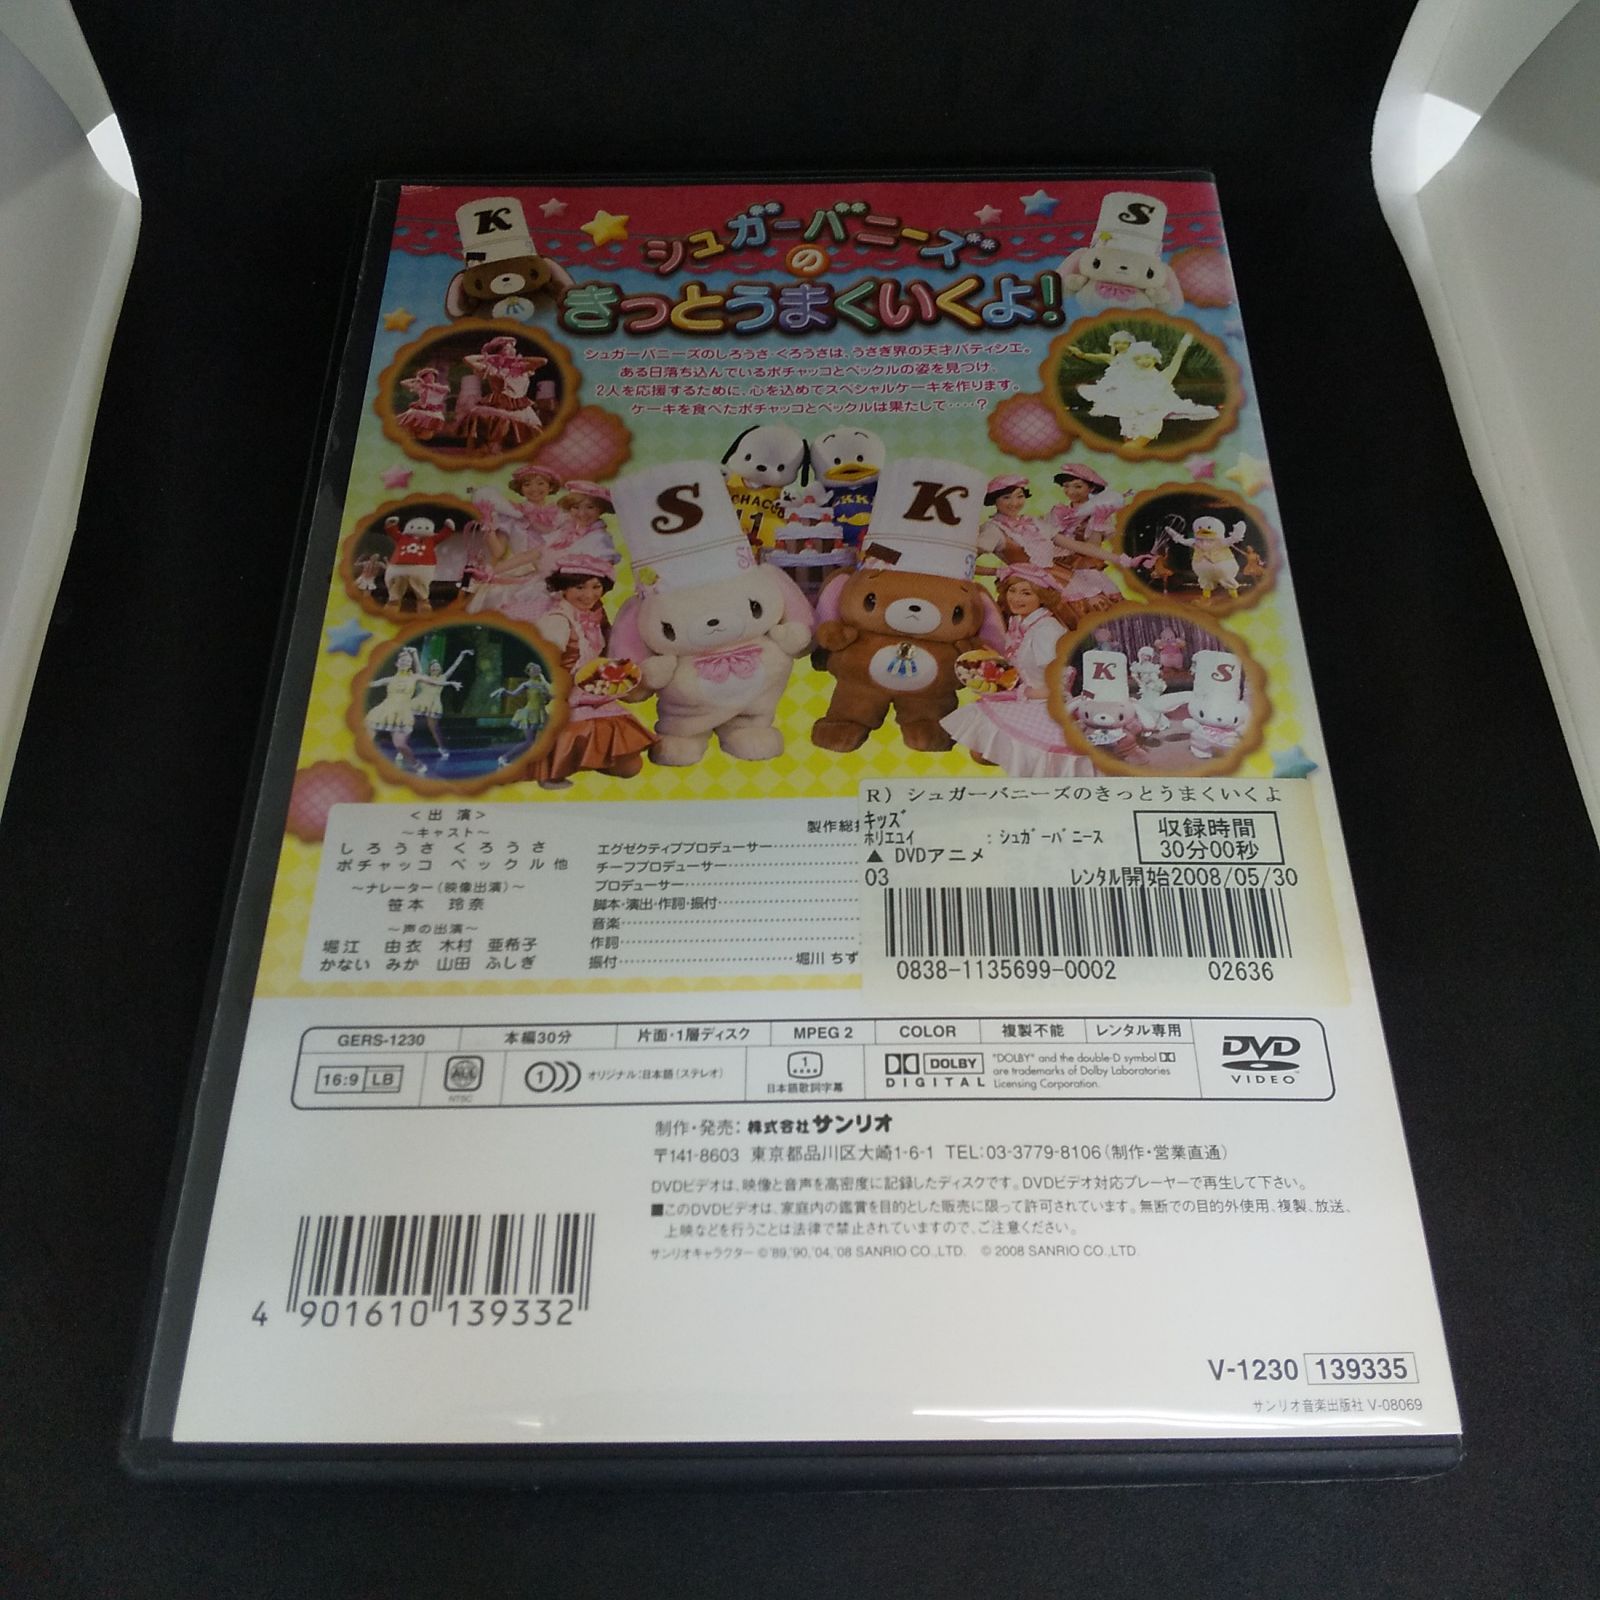 K
S
シュガーバニーズ
の
きっとうまくいくよ!
シュガーバニーズのしろうさ・くろうさは、うさぎ界の天才パティシエ。
ある日落ち込んでいるポチャッコとペックルの姿を見つけ、
2人を応援するために、心を込めてスペシャルケーキを作ります。
ケーキを食べたポチャッコとペックルは果たして‥‥?
S
K
K
S
<出 演>
~キャスト~
しろうさ くろうさ
ポチャッコ ペックル 他
~ナレーター(映像出演)~
笹本 玲奈
~声の出演~
堀江 由衣 木村 亜希子
かない みか 山田 ふしぎ
製作総
エグゼクティブプロデューサー
チーフプロデューサー
プロデューサー
脚本・演出・作詞・振付
音楽
作詞
振付 堀川 ちず
R) シュガーバニーズのきっとうまくいくよ
キッズ
ホリエユイ : シュガーバニース
▲ DVDアニメ
収録時間
30分00秒
03 レンタル開始2008/05/30
0838-1135699-0002 02636
GERS-1230 本編30分 片面・1層ディスク MPEG 2 COLOR 複製不能 レンタル専用
16:9 LB ALL NTSC 1 オリジナル:日本語(ステレオ) 1 日本語歌詞字幕
DOLBY DIGITAL
"DOLBY" and the double-D symbol
are trademarks of Dolby Laboratories
Licensing Corporation.
DVD VIDEO
制作・発売:株式会社サンリオ
〒141-8603 東京都品川区大崎1-6-1 TEL:03-3779-8106(制作・営業直通)
DVDビデオは、映像と音声を高密度に記録したディスクです。DVDビデオ対応プレーヤーで再生して下さい。
■このDVDビデオは、家庭内の鑑賞を目的とした販売に限って許可されています。無断での目的外使用、複製、放送、
上映などを行うことは法律で禁止されていますので、ご注意ください。
サンリオキャラクター © '89,'90,'04,'08 SANRIO CO.,LTD. © 2008 SANRIO CO.,LTD.
4 901610 139332
V-1230 139335
サンリオ音楽出版社 V-08069